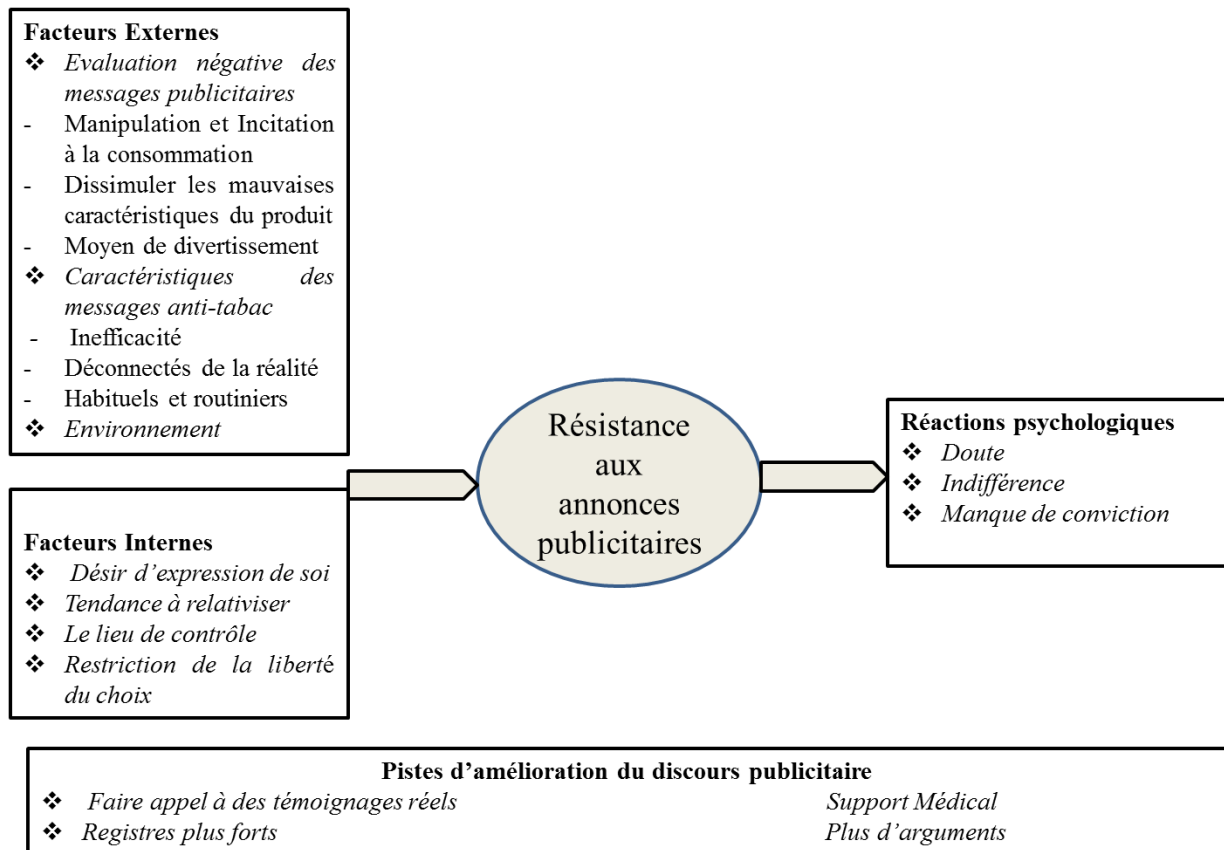 Facteurs Externes
❖ Evaluation négative des
messages publicitaires
- Manipulation et Incitation
à la consommation
- Dissimuler les mauvaises
caractéristiques du produit
- Moyen de divertissement
❖ Caractéristiques des
messages anti-tabac
- Inefficacité
- Déconnectés de la réalité
- Habituels et routiniers
❖ Environnement
Facteurs Internes
❖ Désir d’expression de soi
❖ Tendance à relativiser
❖ Le lieu de contrôle
❖ Restriction de la liberté
du choix
Résistance
aux
annonces
publicitaires
Réactions psychologiques
❖ Doute
❖ Indifférence
❖ Manque de conviction
Pistes d’amélioration du discours publicitaire
❖ Faire appel à des témoignages réels Support Médical
❖ Registres plus forts Plus d’arguments